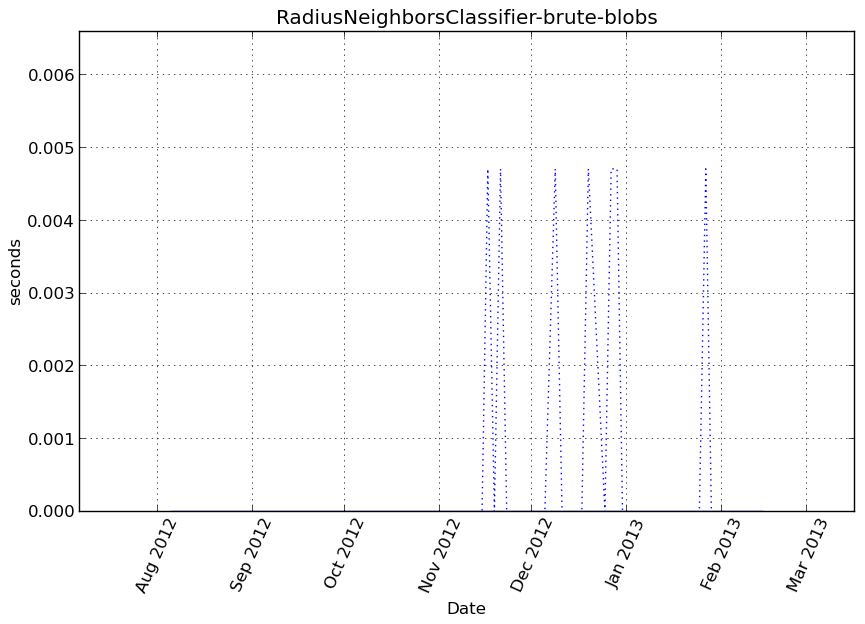 RadiusNeighborsClassifier-brute-blobs
0.006
0.005
0.004
0.003
0.002
0.001
0.000
seconds
Aug 2012
Sep 2012
Oct 2012
Nov 2012
Dec 2012
Jan 2013
Feb 2013
Mar 2013
Date